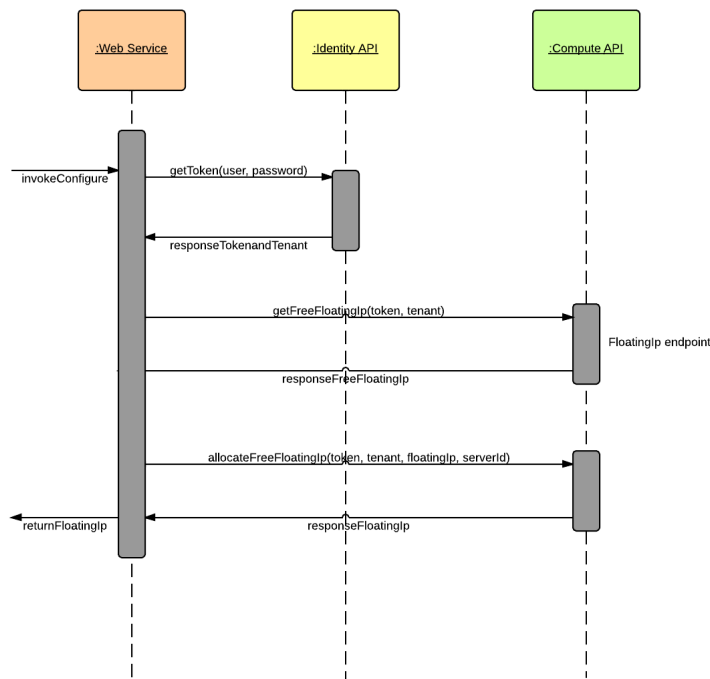 :Web Service
:Identity API
:Compute API
invokeConfigure
getToken(user, password)
responseTokenandTenant
getFreeFloatingIp(token, tenant)
FloatingIp endpoint
responseFreeFloatingIp
allocateFreeFloatingIp(token, tenant, floatingIp, serverId)
returnFloatingIp
responseFloatingIp